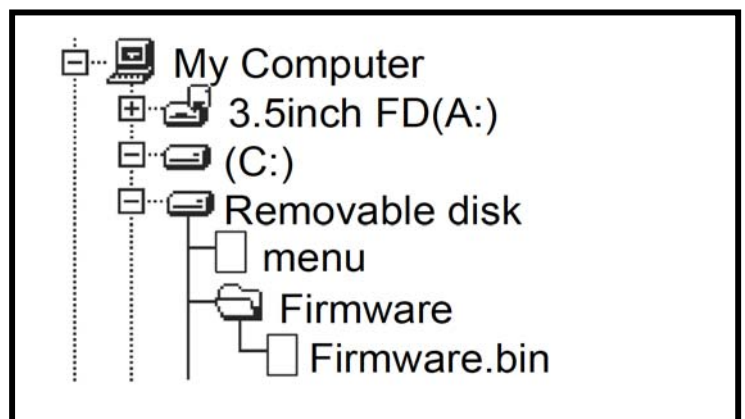 My Computer
3.5inch FD(A:)
(C:)
Removable disk
menu
Firmware
Firmware.bin